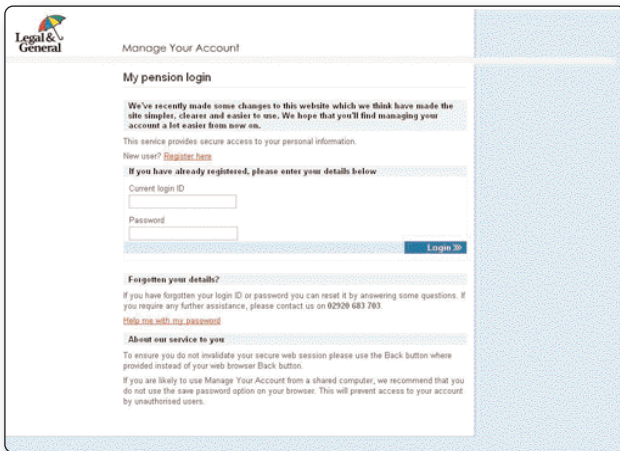 Legal &
General
Manage Your Account
My pension login
We've recently made some changes to this website which we think have made the
site simpler, clearer and easier to use. We hope that you'll find managing your
account a lot easier from now on.
This service provides secure access to your personal information.
New user? Register here
If you have already registered, please enter your details below
Current login ID
Password
Login
Forgotten your details?
If you have forgotten your login ID or password you can reset it by answering some questions. If
you require any further assistance, please contact us on 02920 683 703.
Help me with my password
About our service to you
To ensure you do not invalidate your secure web session please use the Back button where
provided instead of your web browser Back button.
If you are likely to use Manage Your Account from a shared computer, we recommend that you
do not use the save password option on your browser. This will prevent access to your account
by unauthorised users.